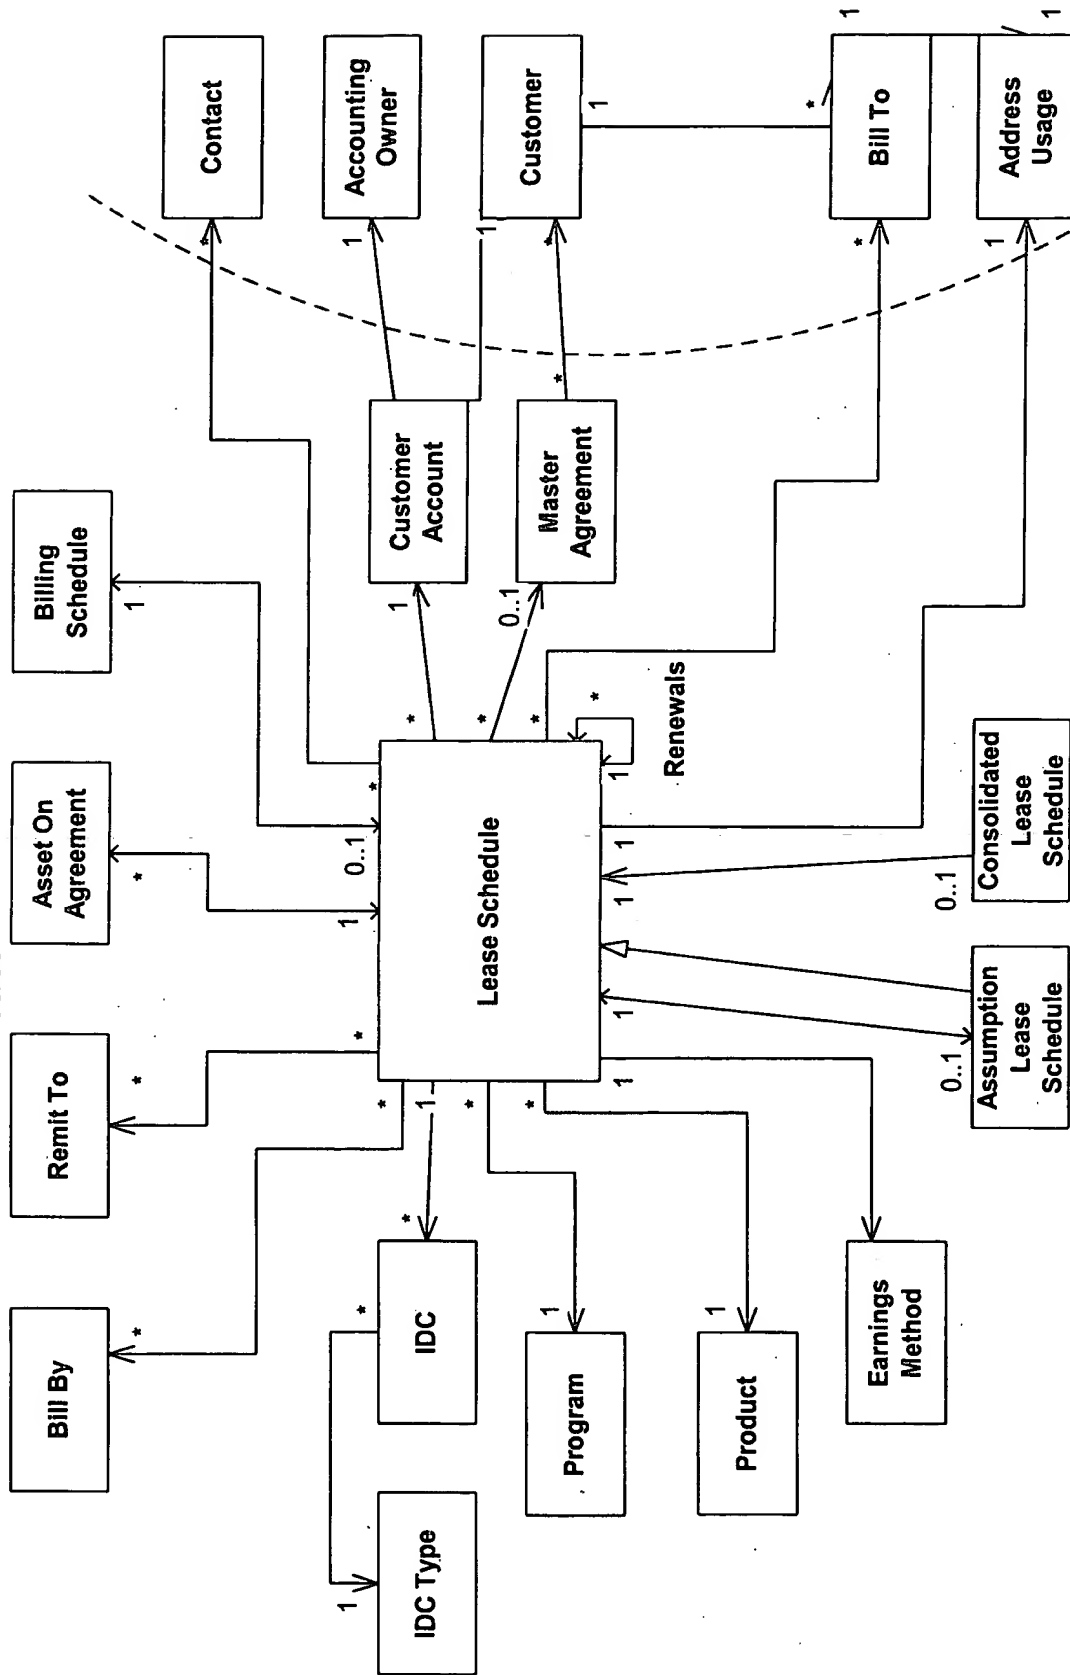 Bill By
Remit To
Asset On
Agreement
Billing
Schedule
*
*
*
1
Contact
*
1
*
*
1
0..1
*
1
Accounting
Owner
*
IDC Type
IDC
*
1
*
1
Customer
Account
*
1
Lease Schedule
*
0..1
*
*
1
Program
Master
Agreement
*
*
Customer
1
*
1
1
1
1
1
Renewals
1
Product
*
*
1
Bill To
Earnings
Method
0..1
0..1
1
1
Assumption
Lease
Schedule
Consolidated
Lease
Schedule
Address
Usage